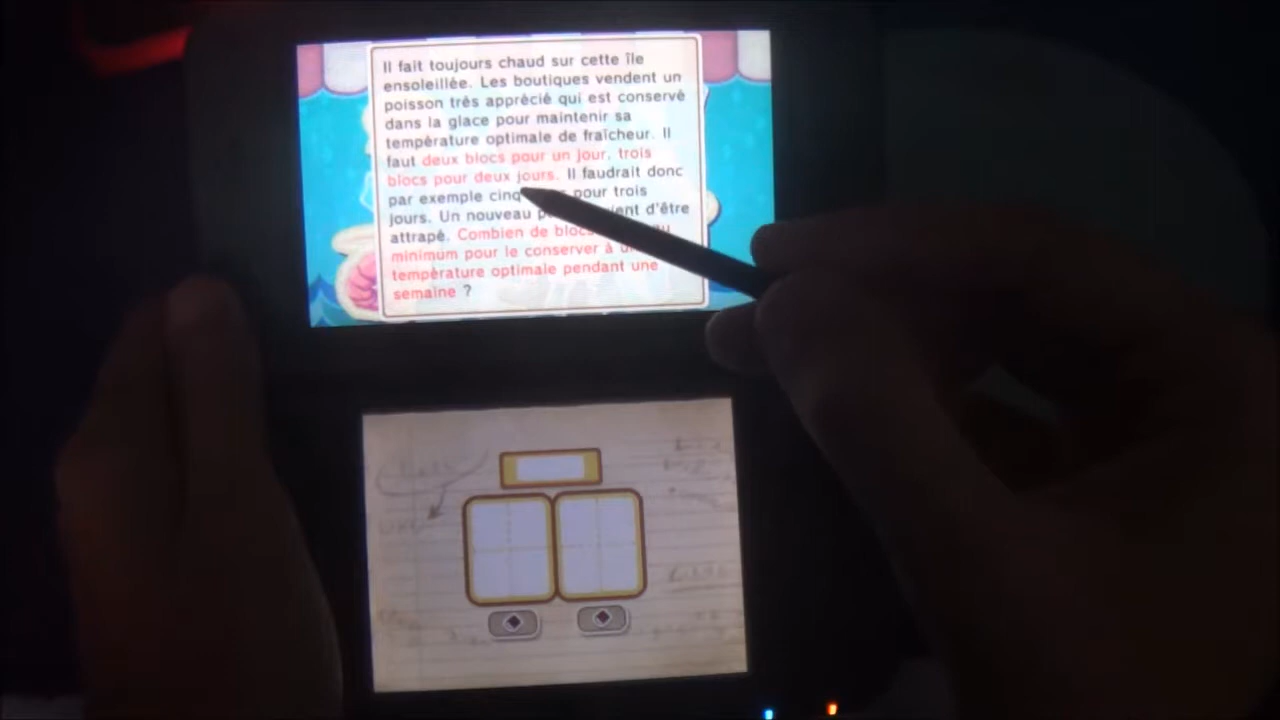 Il fait toujours chaud sur cette île
ensoleillée. Les boutiques vendent un
poisson très apprécié qui est conservé
dans la glace pour maintenir sa
température optimale de fraîcheur. Il
faut deux blocs pour un jour, trois
blocs pour deux jours. Il faudrait donc
par exemple cinq pour trois
jours. Un nouveau d'être
attrapé. Combien de blocs
minimum pour le conserver à
température optimale pendant une
semaine ?